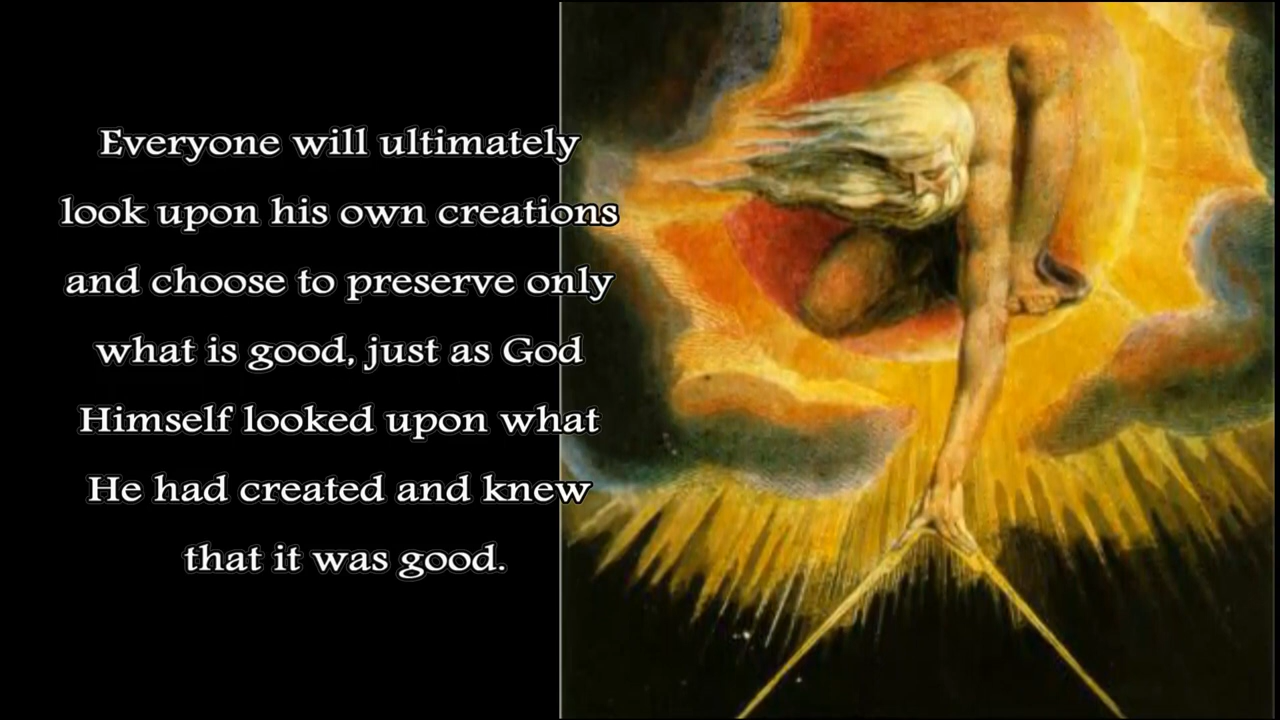 Everyone will ultimately
look upon his own creations
and choose to preserve only
what is good, just as God
Himself looked upon what
He had created and knew
that it was good.